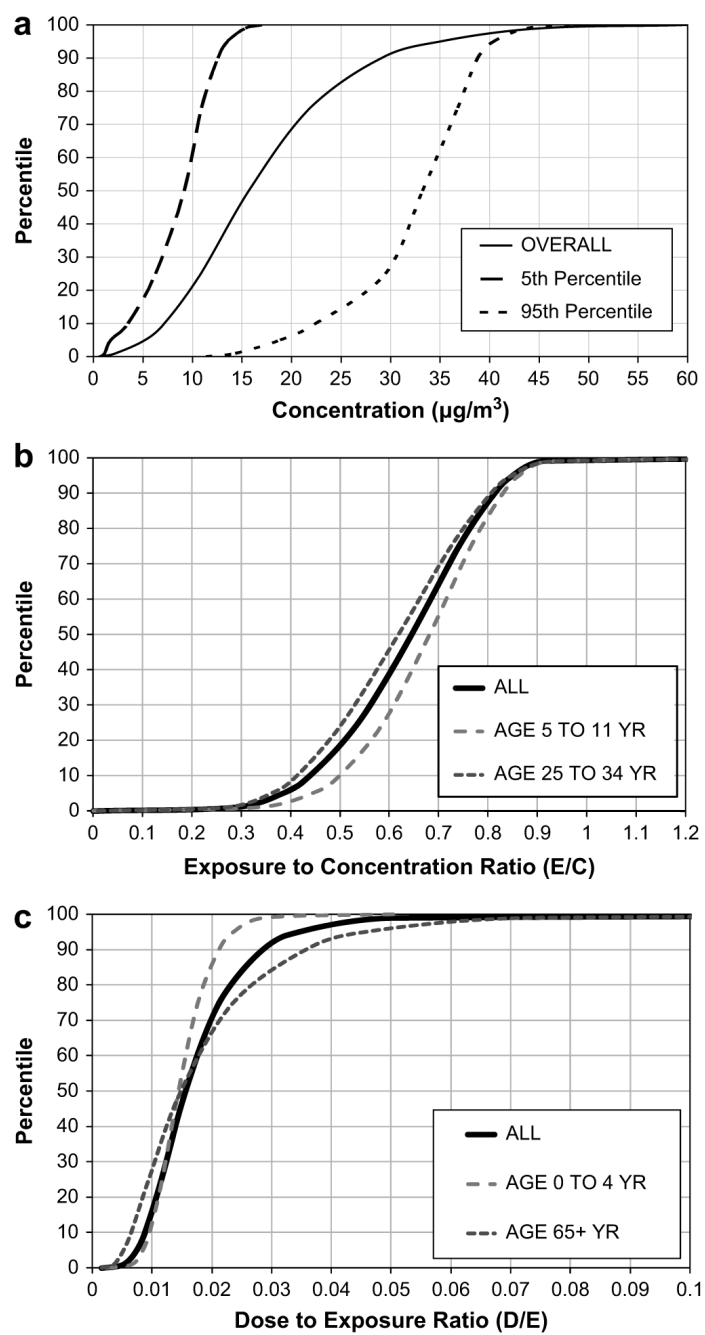 a
100
90
80
70
60
50
40
30
20
10
0
Percentile
OVERALL
5th Percentile
95th Percentile
0 5 10 15 20 25 30 35 40 45 50 55 60
Concentration (µg/m³)
b
100
90
80
70
60
50
40
30
20
10
0
Percentile
ALL
AGE 5 TO 11 YR
AGE 25 TO 34 YR
0 0.1 0.2 0.3 0.4 0.5 0.6 0.7 0.8 0.9 1 1.1 1.2
Exposure to Concentration Ratio (E/C)
c
100
90
80
70
60
50
40
30
20
10
0
Percentile
ALL
AGE 0 TO 4 YR
AGE 65+ YR
0 0.01 0.02 0.03 0.04 0.05 0.06 0.07 0.08 0.09 0.1
Dose to Exposure Ratio (D/E)